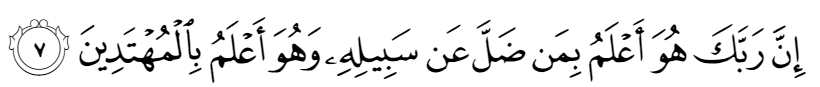 إِنَّ رَبَّكَ هُوَ أَعْلَمُ بِمَن ضَلَّ عَن سَبِيلِهِۦ وَهُوَ أَعْلَمُ بِٱلْمُهْتَدِينَ ٧